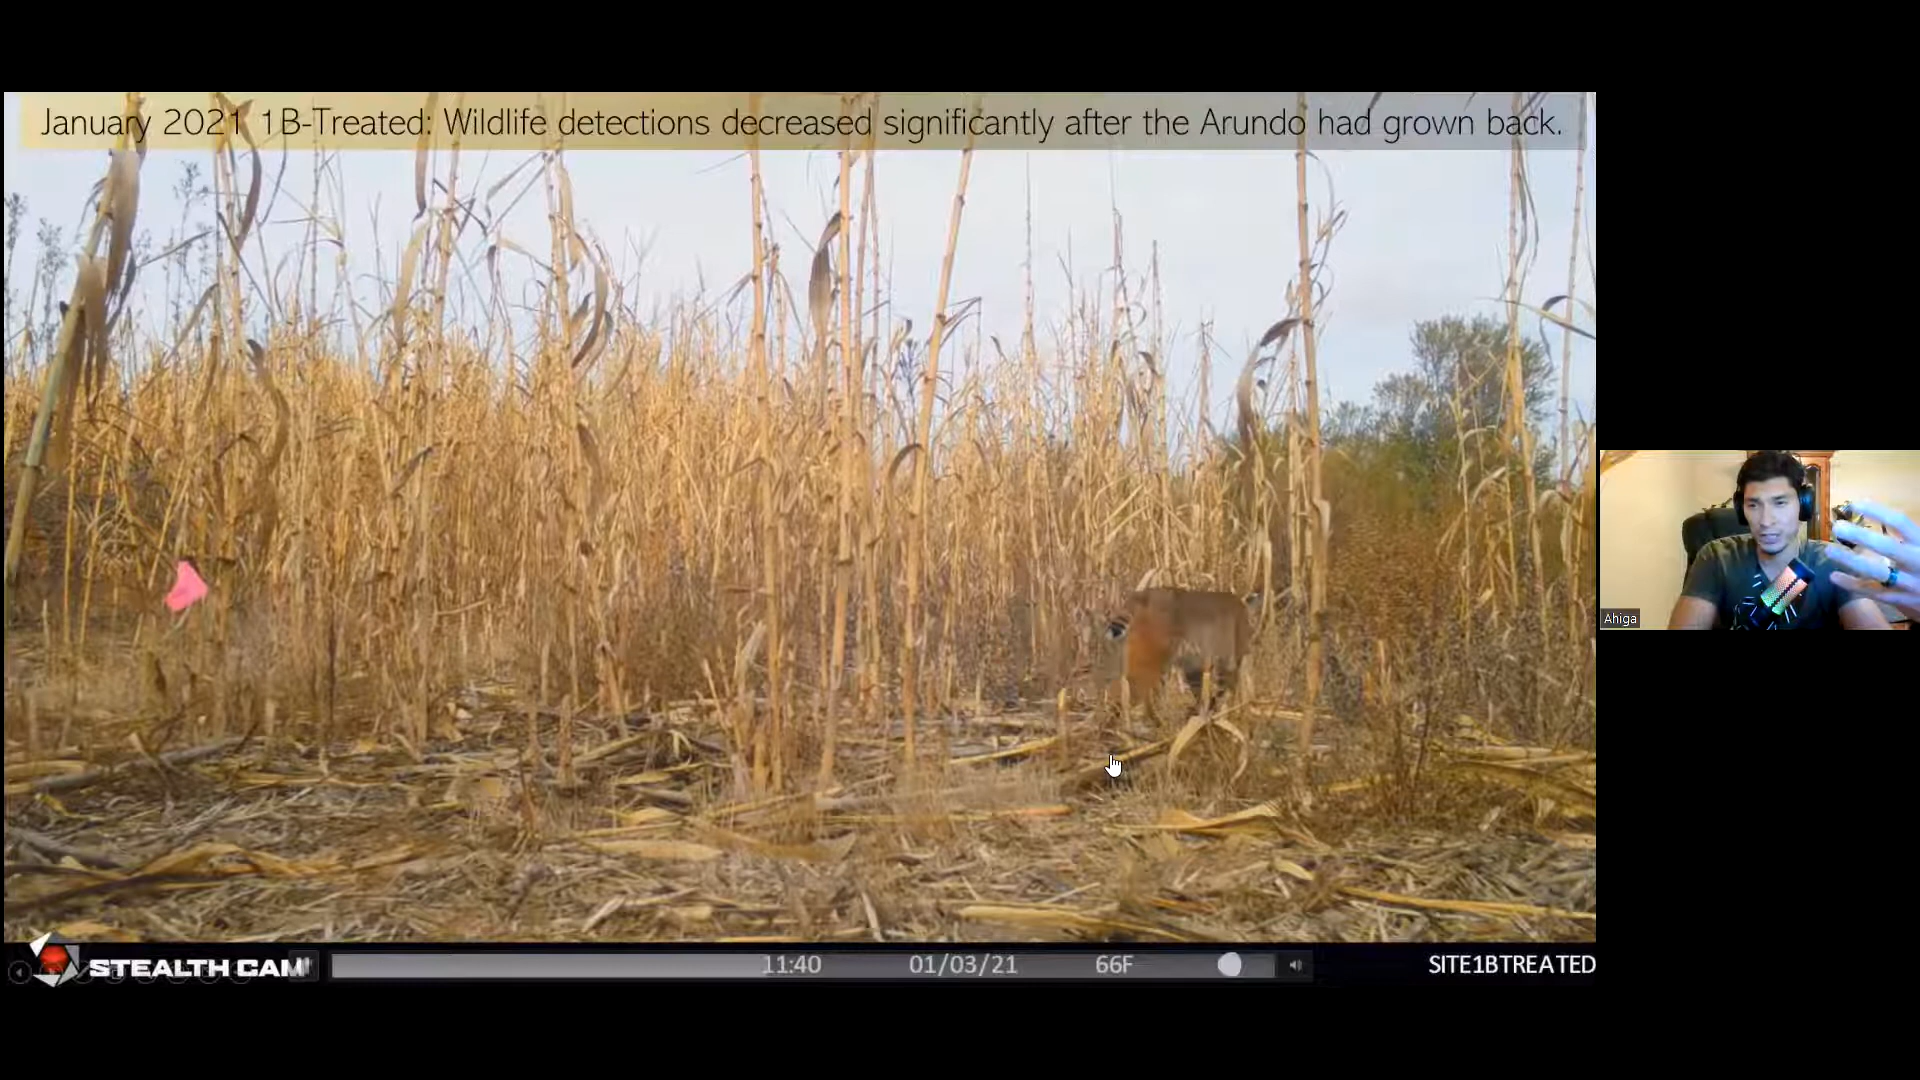 January 2021 1B-Treated: Wildlife detections decreased significantly after the Arundo had grown back.
Ahiga
STEALTH CAM
11:40 01/03/21 66F SITE1BTREATED